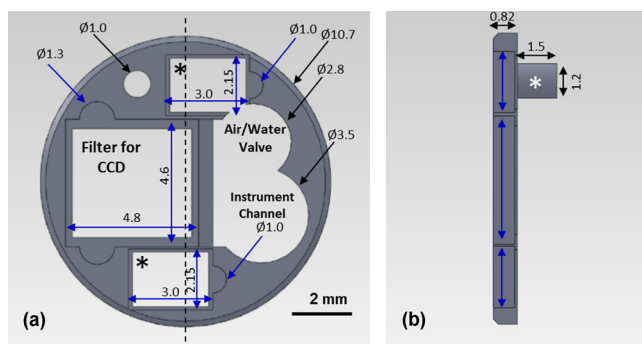 Ø1.0
Ø1.0
Ø10.7
Ø1.3
*
Ø2.8
2.15
3.0
Air/Water
Valve
Ø3.5
Filter for
CCD
4.6
Instrument
Channel
4.8
Ø1.0
*
2.15
3.0
2 mm
(a)
0.82
1.5
*
1.2
(b)